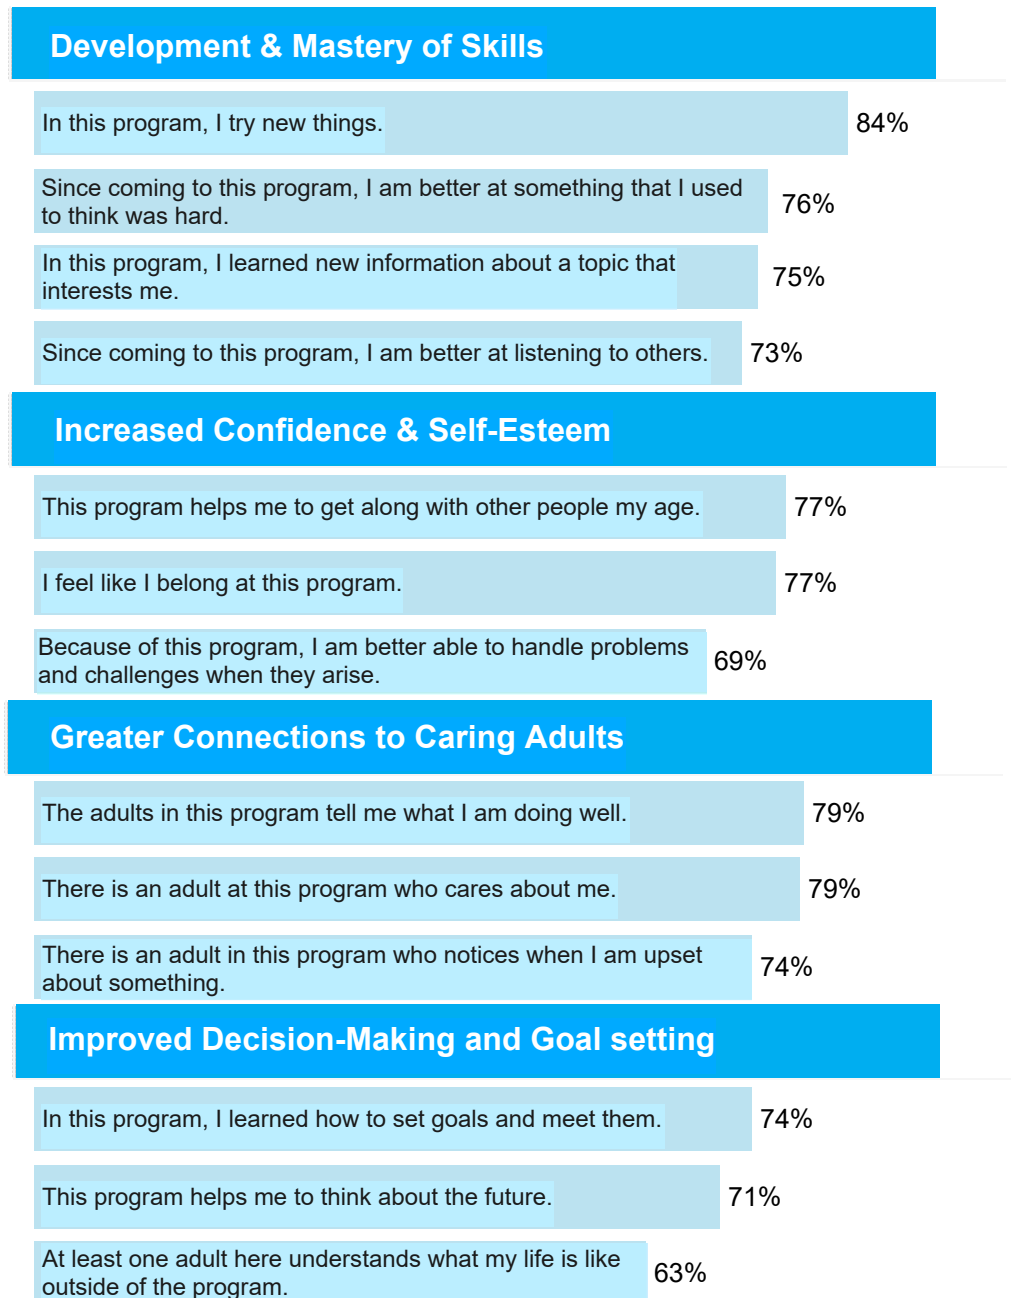 Development & Mastery of Skills
In this program, I try new things.
84%
Since coming to this program, I am better at something that I used
to think was hard.
76%
In this program, I learned new information about a topic that
interests me.
75%
Since coming to this program, I am better at listening to others.
73%
Increased Confidence & Self-Esteem
This program helps me to get along with other people my age.
77%
I feel like I belong at this program.
77%
Because of this program, I am better able to handle problems
and challenges when they arise.
69%
Greater Connections to Caring Adults
The adults in this program tell me what I am doing well.
79%
There is an adult at this program who cares about me.
79%
There is an adult in this program who notices when I am upset
about something.
74%
Improved Decision-Making and Goal setting
In this program, I learned how to set goals and meet them.
74%
This program helps me to think about the future.
71%
At least one adult here understands what my life is like
outside of the program.
63%